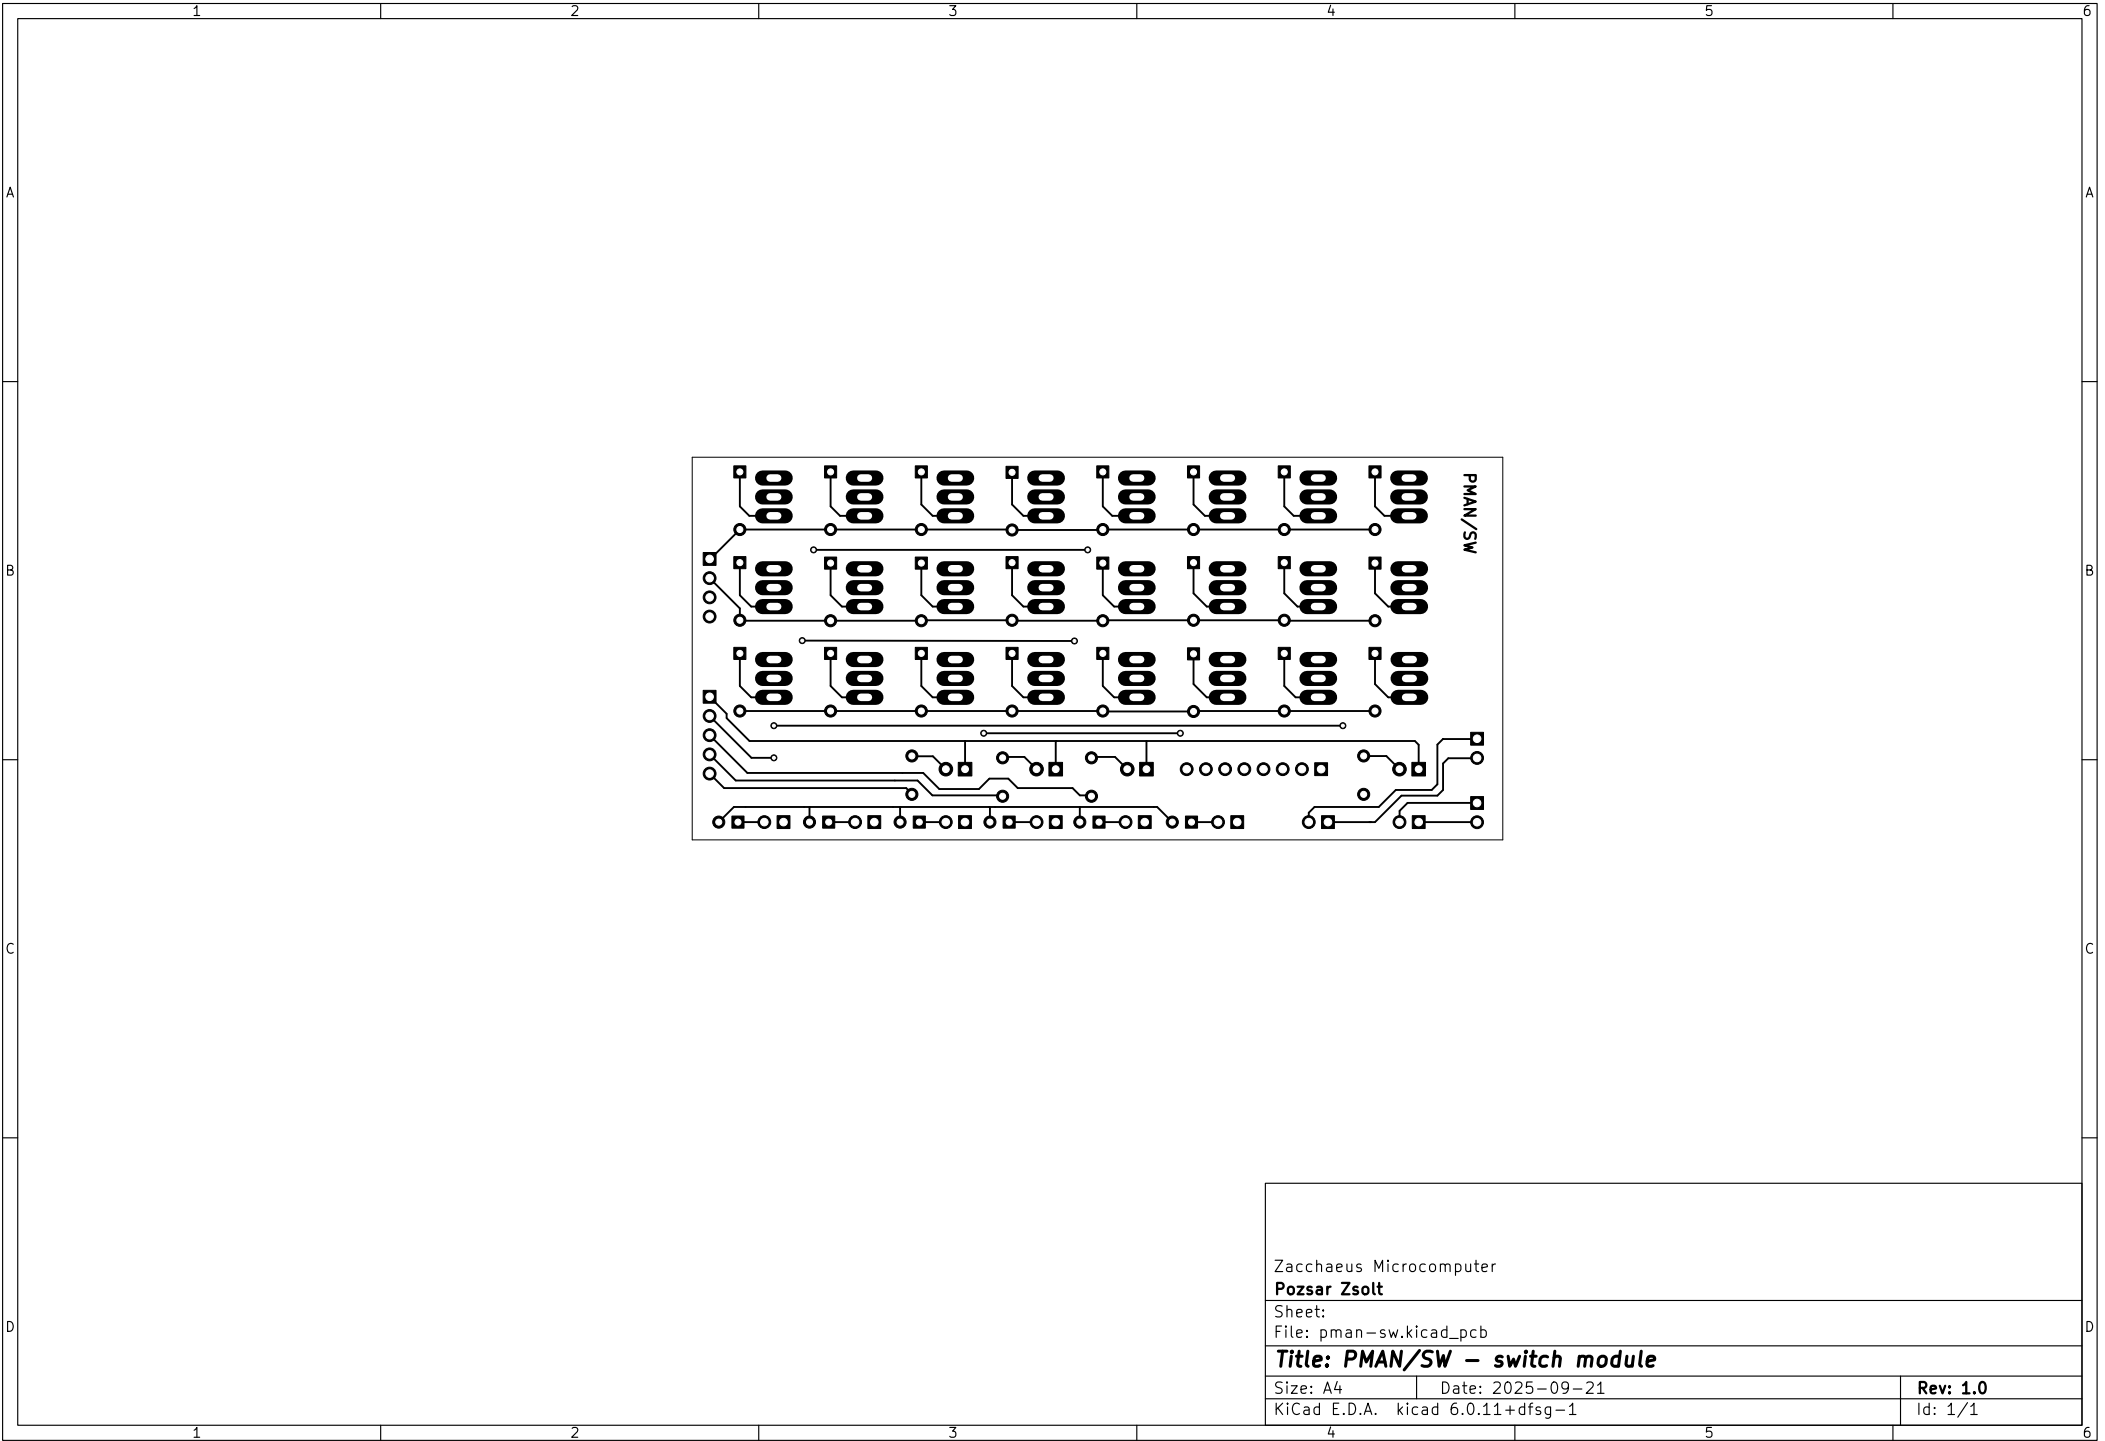 1 2 3 4 5 6
A A
PMAN/SW
B B
C C
Zacchaeus Microcomputer
Pozsar Zsolt
Sheet:
File: pman-sw.kicad_pcb
D D
Title: PMAN/SW - switch module
Size: A4 Date: 2025-09-21 Rev: 1.0
KiCad E.D.A. kicad 6.0.11+dfsg-1 Id: 1/1
1 2 3 4 5 6